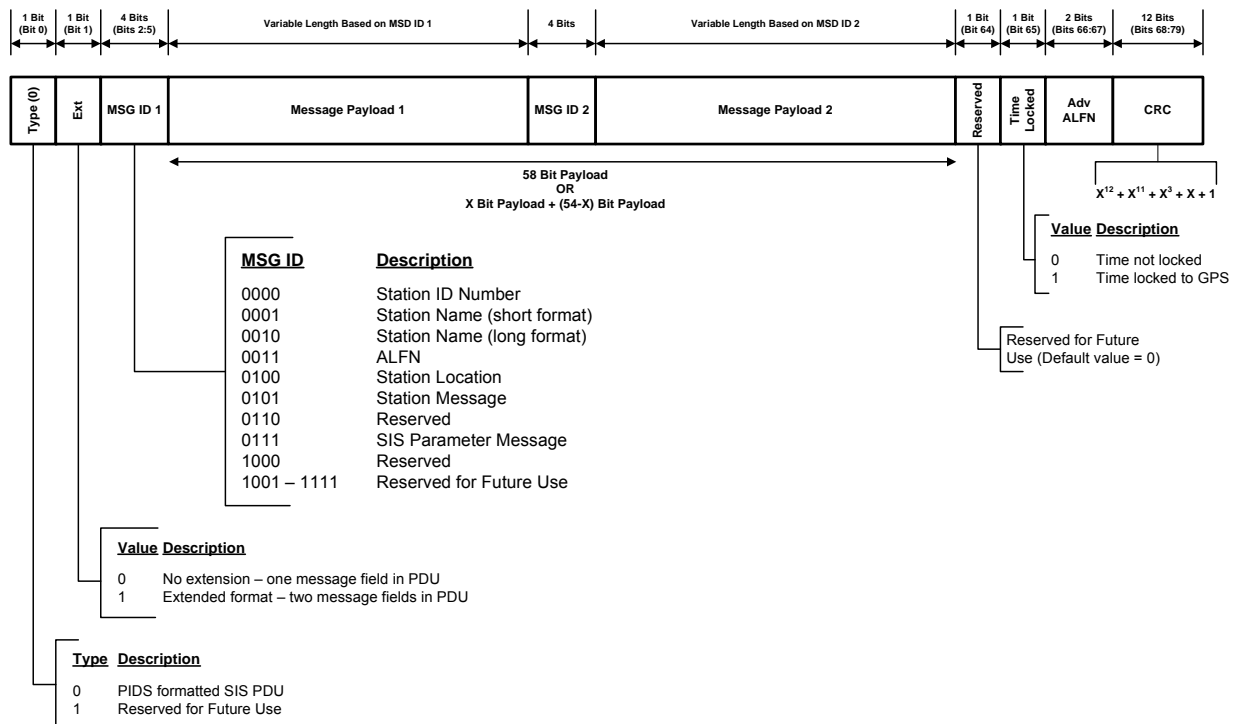 1 Bit (Bit 0)
1 Bit (Bit 1)
4 Bits (Bits 2:5)
Variable Length Based on MSD ID 1
4 Bits
Variable Length Based on MSD ID 2
1 Bit (Bit 64)
1 Bit (Bit 65)
2 Bits (Bits 66:67)
12 Bits (Bits 68:79)
Type (0)
Ext
MSG ID 1
Message Payload 1
MSG ID 2
Message Payload 2
Reserved
Time Locked
Adv ALFN
CRC
58 Bit Payload
OR
X Bit Payload + (54-X) Bit Payload
X¹² + X¹¹ + X³ + X + 1
Value Description
0 Time not locked
1 Time locked to GPS
Reserved for Future
Use (Default value = 0)
MSG ID Description
0000 Station ID Number
0001 Station Name (short format)
0010 Station Name (long format)
0011 ALFN
0100 Station Location
0101 Station Message
0110 Reserved
0111 SIS Parameter Message
1000 Reserved
1001 – 1111 Reserved for Future Use
Value Description
0 No extension – one message field in PDU
1 Extended format – two message fields in PDU
Type Description
0 PIDS formatted SIS PDU
1 Reserved for Future Use